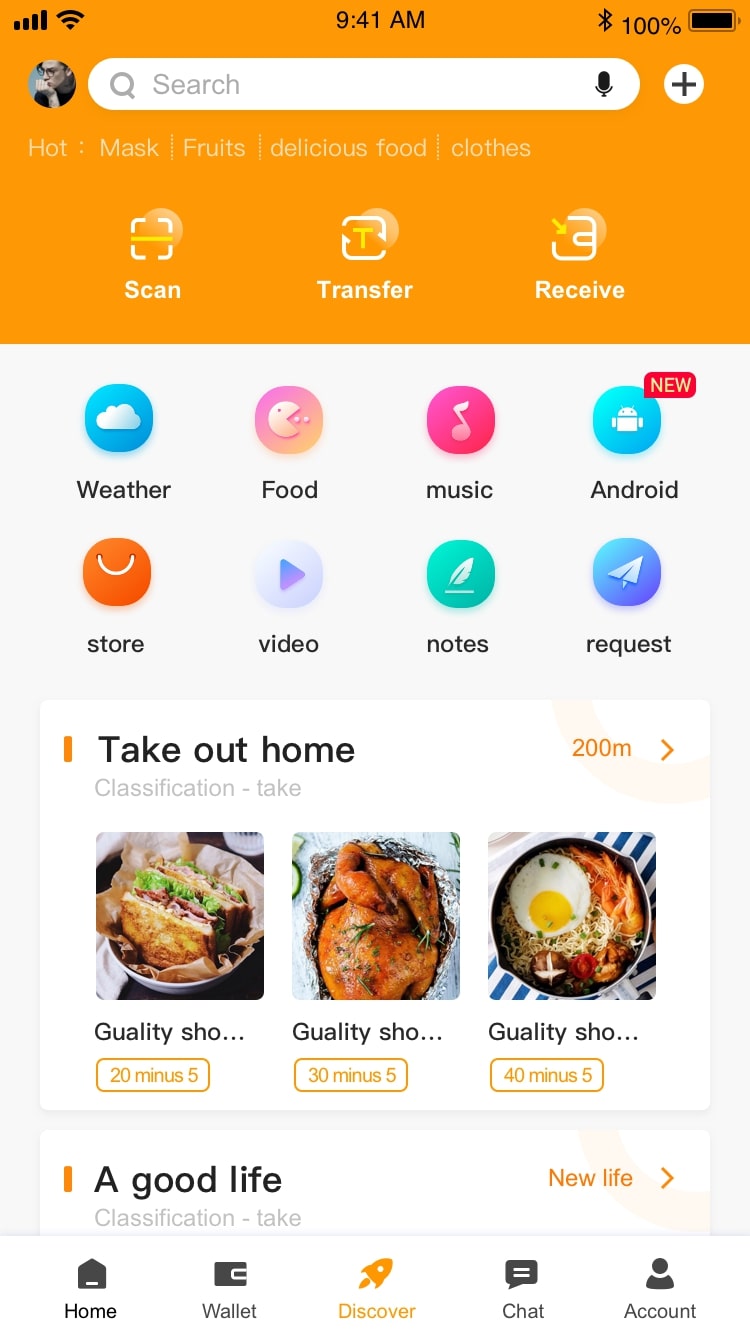 9:41 AM 100%
Search
Hot : Mask Fruits delicious food clothes
Scan Transfer Receive
NEW
Weather Food music Android
store video notes request
Take out home 200m
Classification - take
Guality sho... Guality sho... Guality sho...
20 minus 5 30 minus 5 40 minus 5
A good life New life
Classification - take
Home Wallet Discover Chat Account